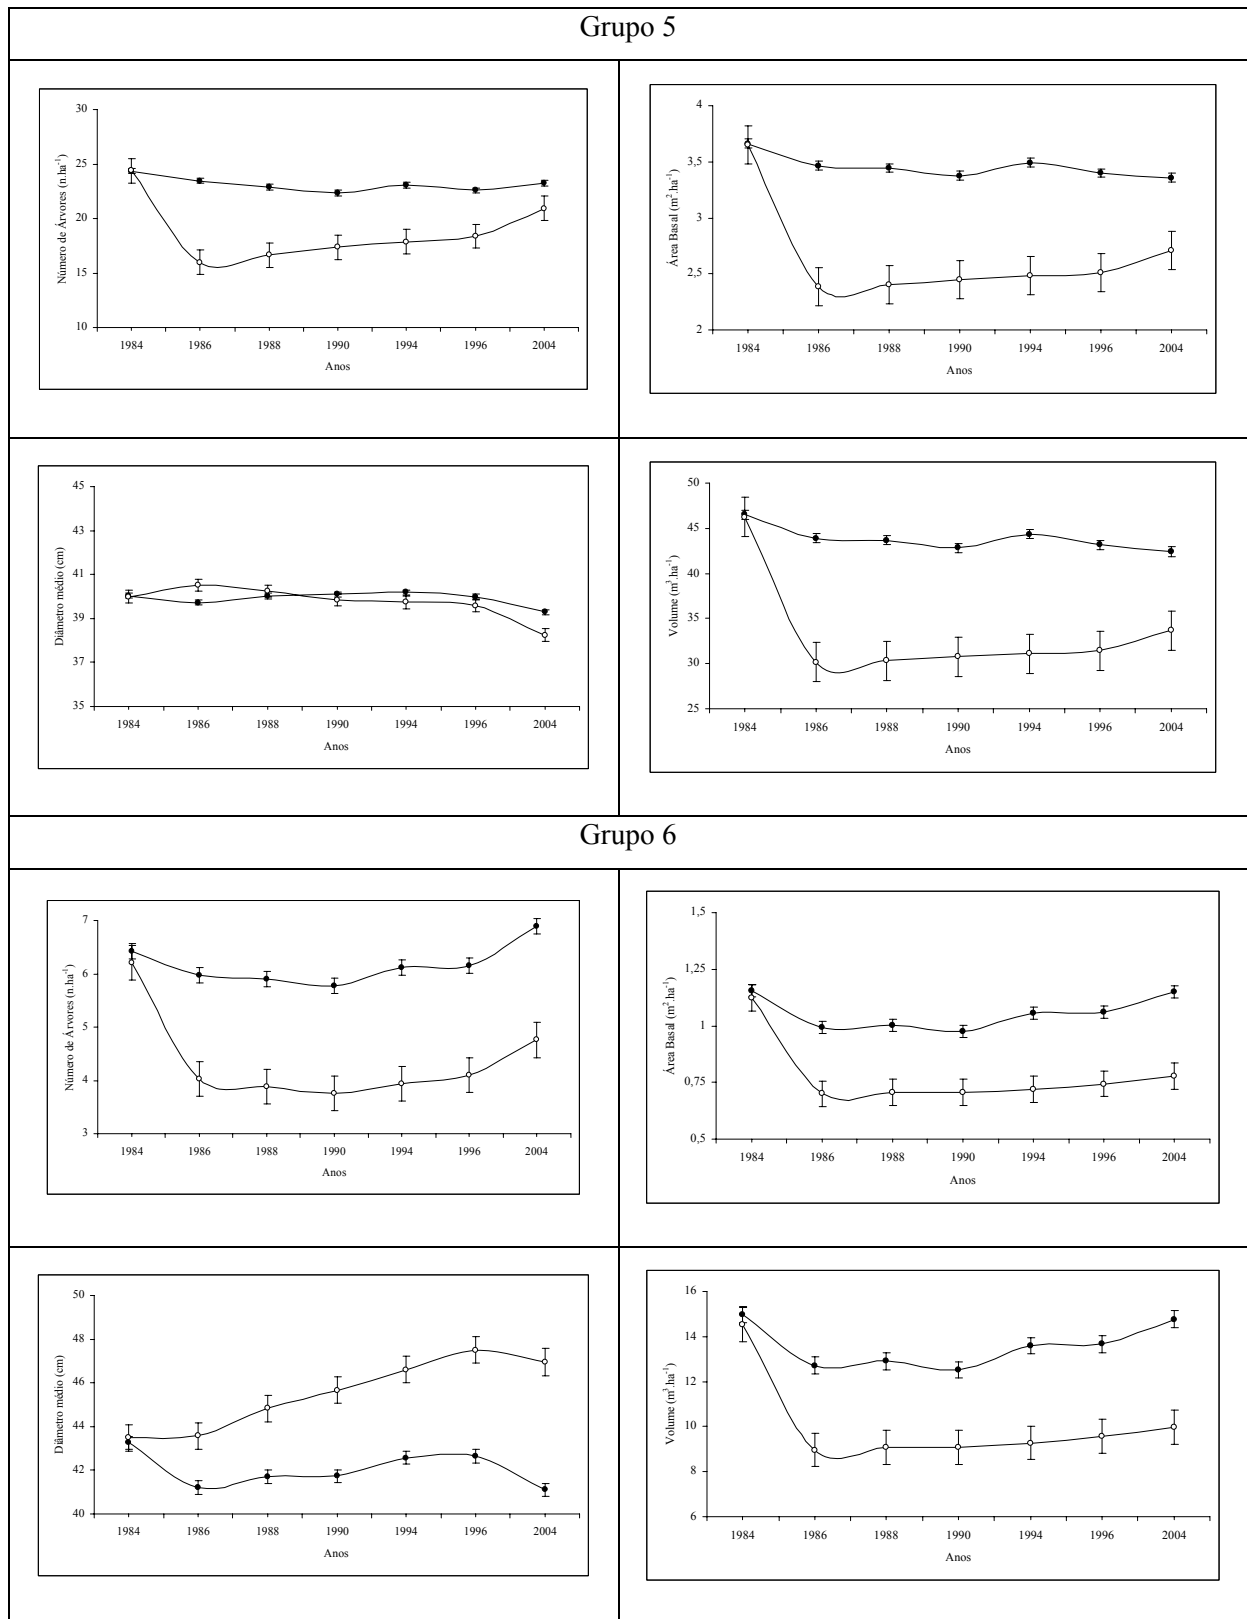 Grupo 5
Número de Árvores (n.ha⁻¹)
30
25
20
15
10
1984 1986 1988 1990 1994 1996 2004
Anos
Área Basal (m².ha⁻¹)
4
3,5
3
2,5
2
1984 1986 1988 1990 1994 1996 2004
Anos
Diâmetro médio (cm)
45
43
41
39
37
35
1984 1986 1988 1990 1994 1996 2004
Anos
Volume (m³.ha⁻¹)
50
45
40
35
30
25
1984 1986 1988 1990 1994 1996 2004
Anos
Grupo 6
Número de Árvores (n.ha⁻¹)
7
6
5
4
3
1984 1986 1988 1990 1994 1996 2004
Anos
Área Basal (m².ha⁻¹)
1,5
1,25
1
0,75
0,5
1984 1986 1988 1990 1994 1996 2004
Anos
Diâmetro médio (cm)
50
48
46
44
42
40
1984 1986 1988 1990 1994 1996 2004
Anos
Volume (m³.ha⁻¹)
16
14
12
10
8
6
1984 1986 1988 1990 1994 1996 2004
Anos